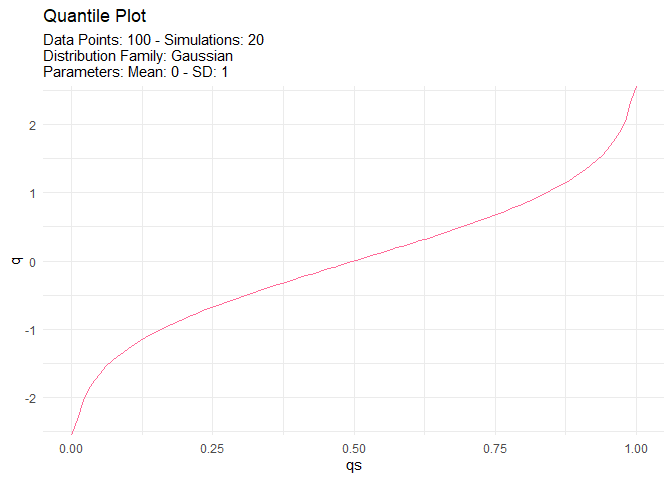 Quantile Plot
Data Points: 100 - Simulations: 20
Distribution Family: Gaussian
Parameters: Mean: 0 - SD: 1
2
1
0
-1
-2
q
0.00 0.25 0.50 0.75 1.00
qs